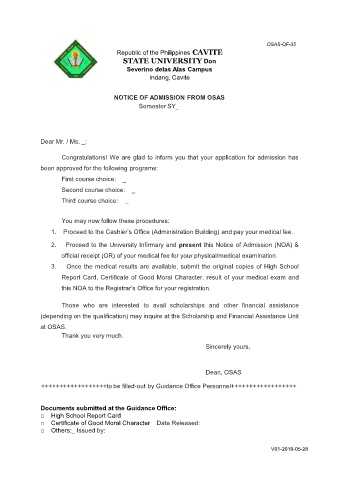 OSAS-QF-05
Republic of the Philippines CAVITE
STATE UNIVERSITY Don
Severino delas Alas Campus
Indang, Cavite
NOTICE OF ADMISSION FROM OSAS
Semester SY_
Dear Mr. / Ms. _:
Congratulations! We are glad to inform you that your application for admission has
been approved for the following programs:
First course choice: _
Second course choice: _
Third course choice: _
You may now follow these procedures:
1. Proceed to the Cashier's Office (Administration Building) and pay your medical fee.
2. Proceed to the University Infirmary and present this Notice of Admission (NOA) &
official receipt (OR) of your medical fee for your physical/medical examination.
3. Once the medical results are available, submit the original copies of High School
Report Card, Certificate of Good Moral Character, result of your medical exam and
this NOA to the Registrar's Office for your registration.
Those who are interested to avail scholarships and other financial assistance
(depending on the qualification) may inquire at the Scholarship and Financial Assistance Unit
at OSAS.
Thank you very much.
Sincerely yours,
Dean, OSAS
++++++++++++++++++to be filled-out by Guidance Office Personnel++++++++++++++++++
Documents submitted at the Guidance Office:
□ High School Report Card
□ Certificate of Good Moral Character Date Released:
□ Others:_ Issued by:
V01-2018-05-28